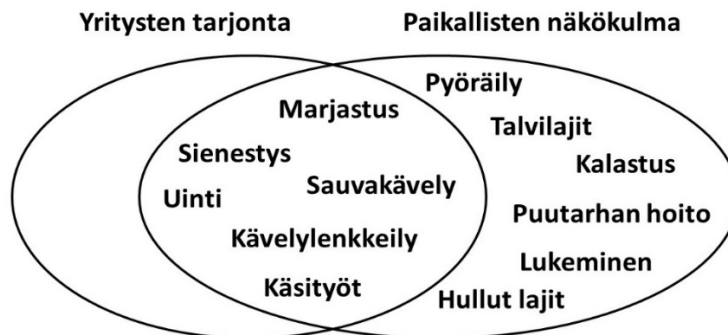 Yritysten tarjonta
Paikallisten näkökulma
Pyöräily
Marjastus
Talvilajit
Sienestys
Kalastus
Sauvakävely
Uinti
Puutarhan hoito
Kävelylenkkeily
Lukeminen
Käsityöt
Hullut lajit